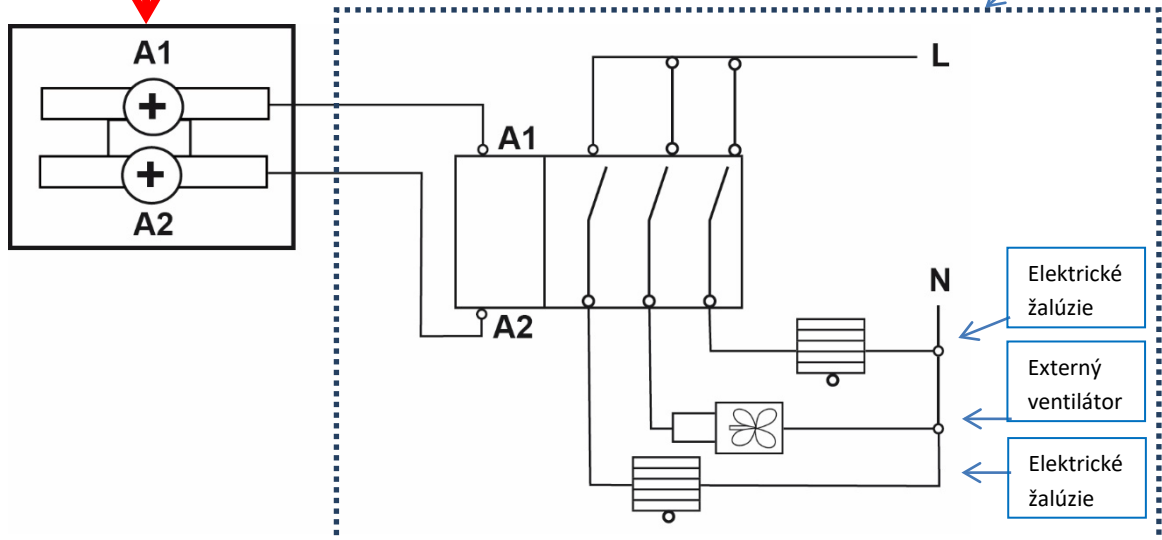 A1
A2
L
A1
A2
N
Elektrické
žalúzie
Externý
ventilátor
Elektrické
žalúzie